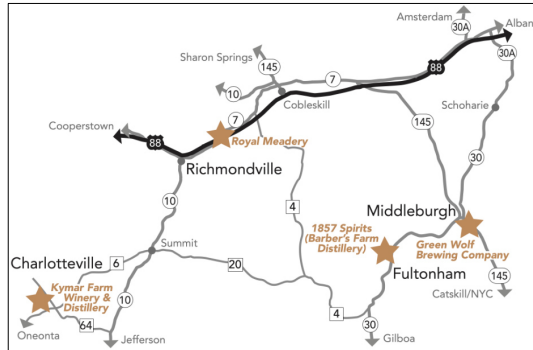 Amsterdam
30A
Alban
Sharon Springs
145
88
30A
10
7
Cobleskill
Schoharie
7
Cooperstown
Royal Meadery
145
88
Richmondville
30
4
10
Middleburgh
1857 Spirits
(Barber's Farm
Distillery)
Green Wolf
Brewing Company
Summit
6
20
Fultonham
145
Charlotteville
Kymar Farm
Winery &
Distillery
10
Catskill/NYC
4
30
64
Oneonta
Jefferson
Gilboa